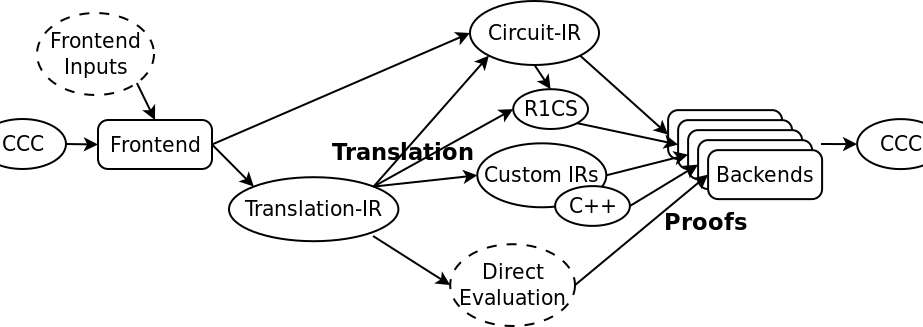 Circuit-IR
Frontend
Inputs
R1CS
CCC
Frontend
Translation
Custom IRs
Backends
CCC
Translation-IR
C++
Proofs
Direct
Evaluation